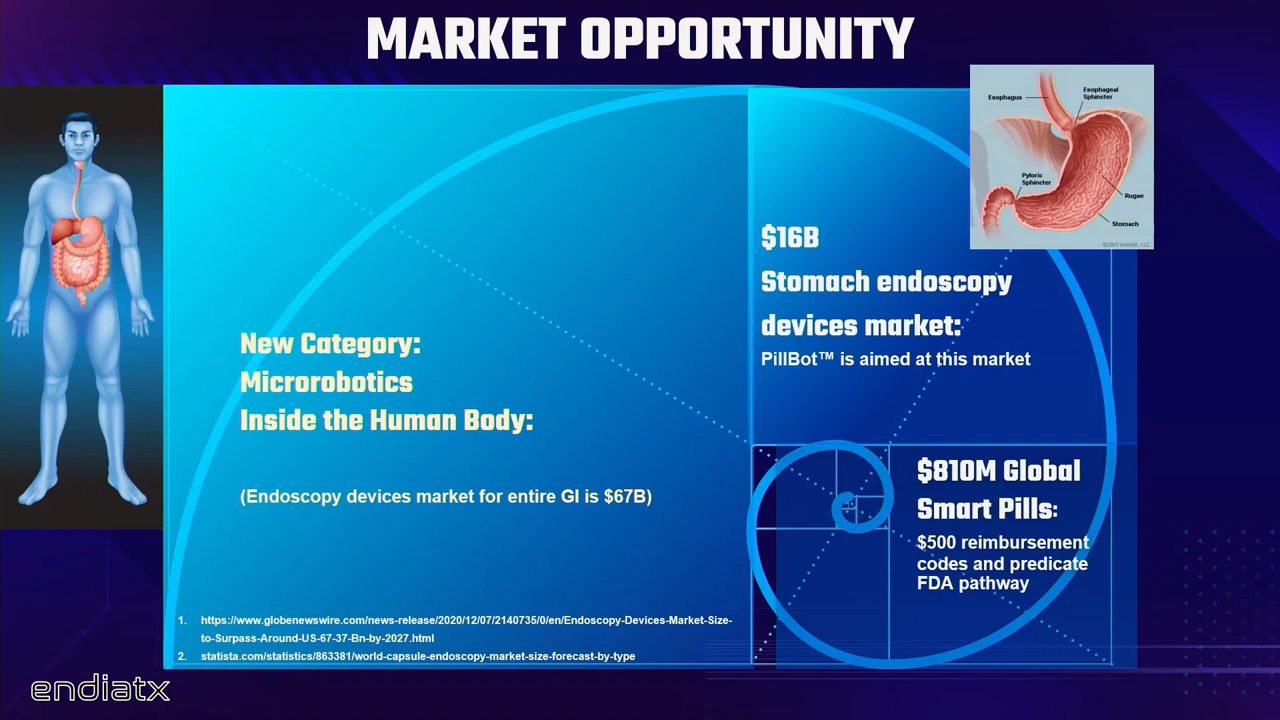 MARKET OPPORTUNITY
Esophagus
Esophageal
Sphincter
Pyloric
Sphincter
Rugae
Stomach
$16B
Stomach endoscopy
devices market:
PillBot™ is aimed at this market
New Category:
Microrobotics
Inside the Human Body:
(Endoscopy devices market for entire GI is $67B)
$810M Global
Smart Pills:
$500 reimbursement
codes and predicate
FDA pathway
1. https://www.globenewswire.com/news-release/2020/12/07/2140735/0/en/Endoscopy-Devices-Market-Size-
to-Surpass-Around-US-67-37-Bn-by-2027.html
2. statista.com/statistics/863381/world-capsule-endoscopy-market-size-forecast-by-type
endiatx